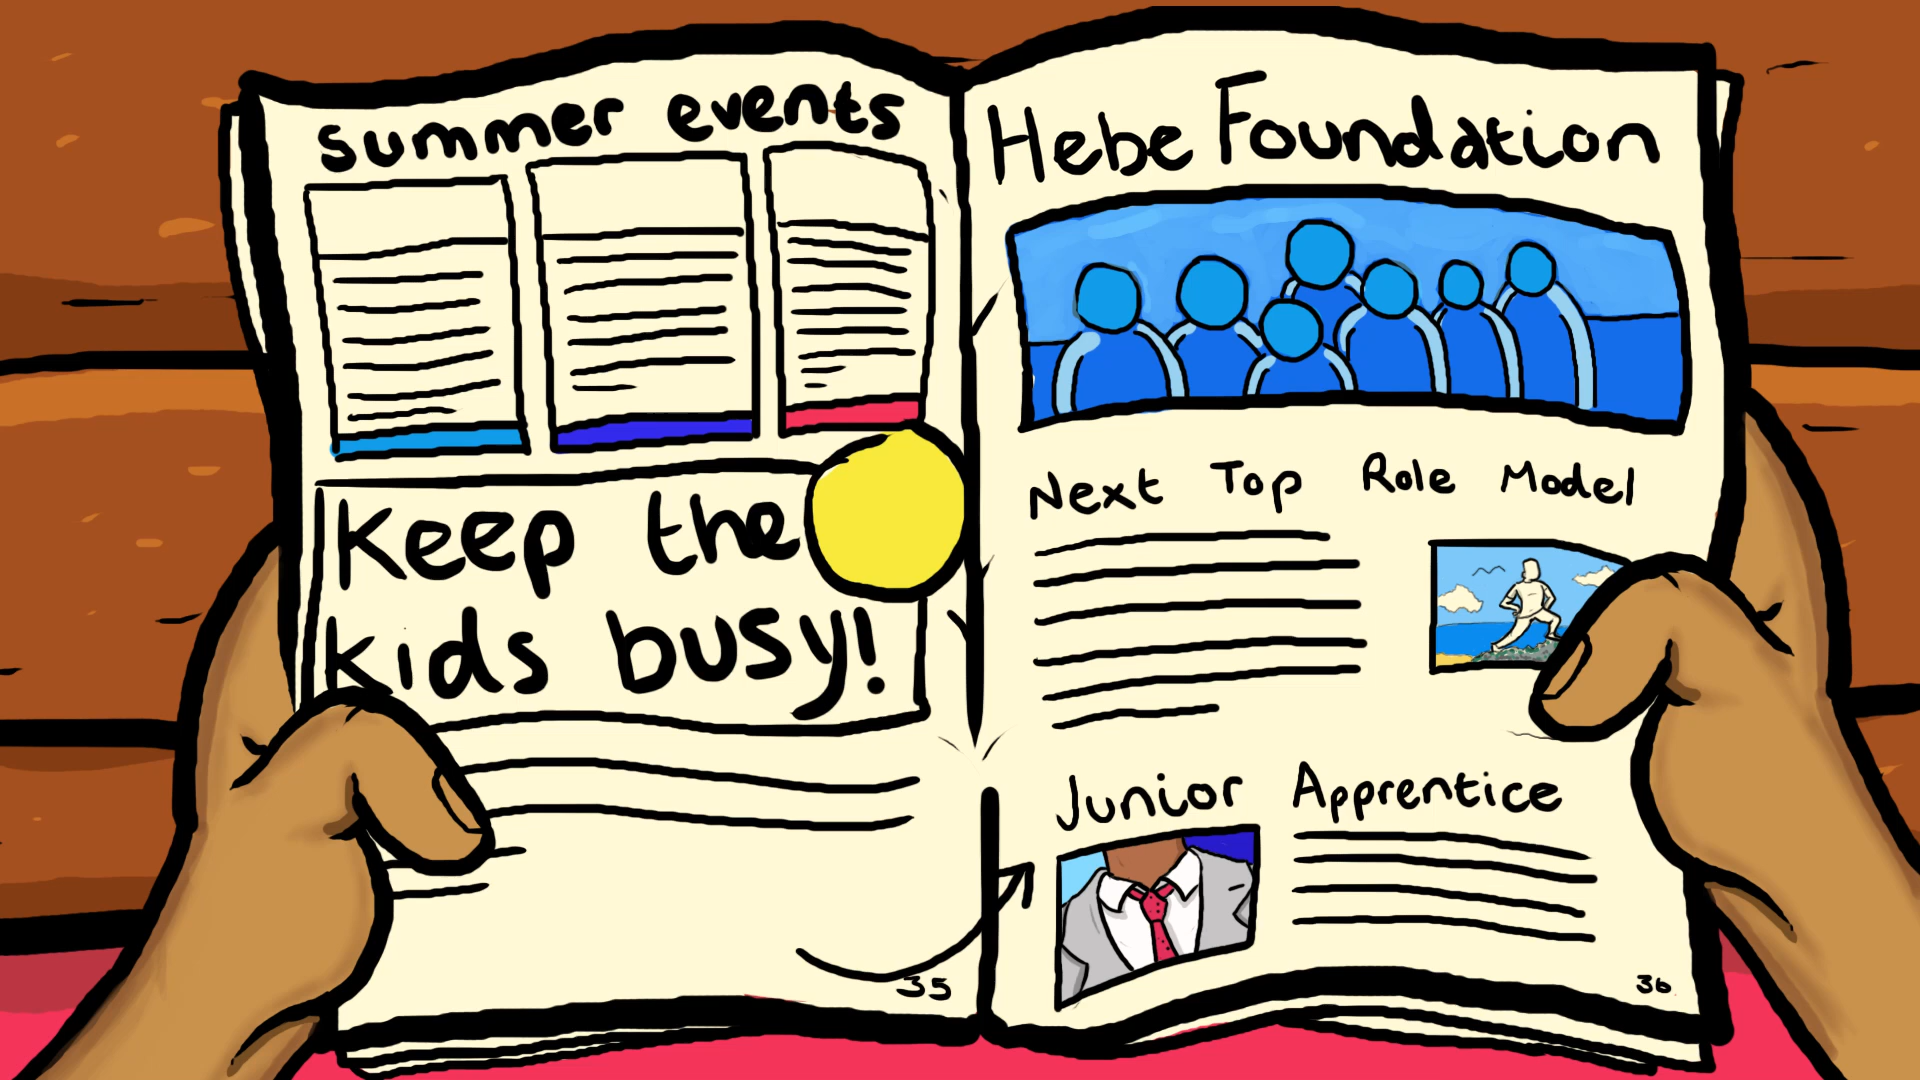 summer events
Keep the
kids busy!
35
Hebe Foundation
Next Top Role Model
Junior Apprentice
36